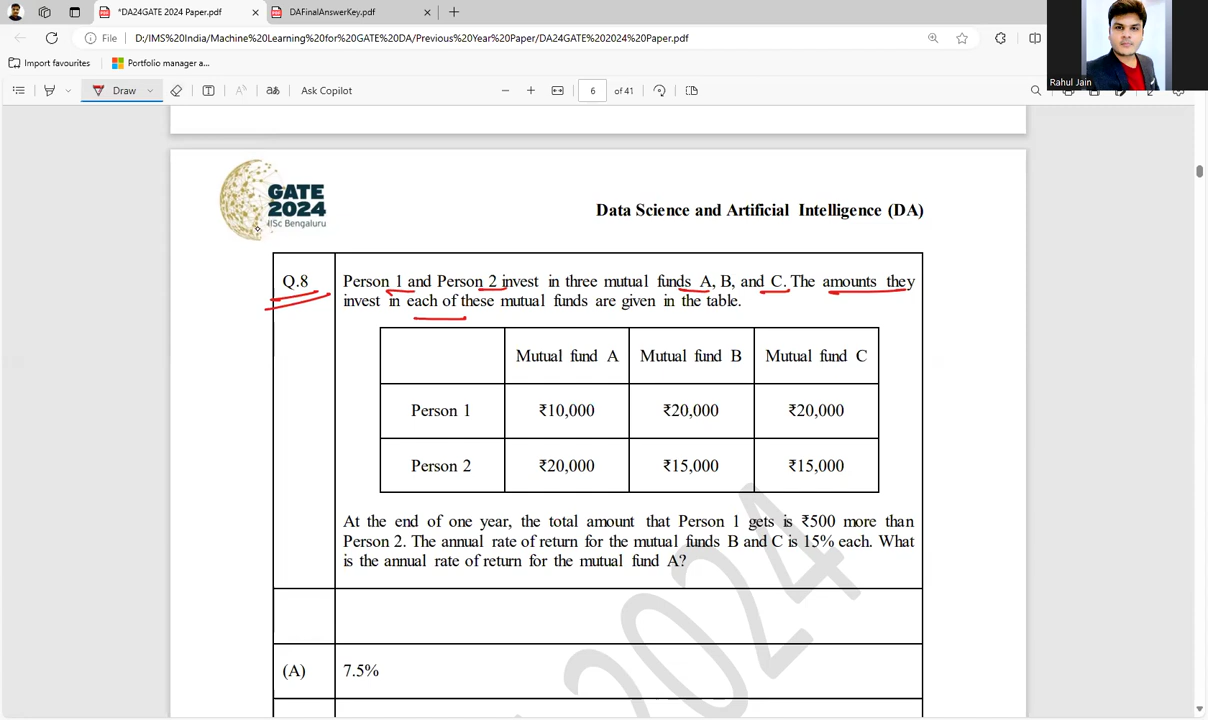 *DA24GATE 2024 Paper.pdf
DAFinalAnswerKey.pdf
File
D:/IMS%20India/Machine%20Learning%20for%20GATE%20DA/Previous%20Year%20Paper/DA24GATE%202024%20Paper.pdf
Import favourites
Portfolio manager a...
Rahul Jain
Draw
Ask Copilot
6
of 41
GATE
2024
IISc Bengaluru
Data Science and Artificial Intelligence (DA)
Q.8
Person 1 and Person 2 invest in three mutual funds A, B, and C. The amounts they
invest in each of these mutual funds are given in the table.
Mutual fund A Mutual fund B Mutual fund C
Person 1 ₹10,000 ₹20,000 ₹20,000
Person 2 ₹20,000 ₹15,000 ₹15,000
At the end of one year, the total amount that Person 1 gets is ₹500 more than
Person 2. The annual rate of return for the mutual funds B and C is 15% each. What
is the annual rate of return for the mutual fund A?
(A) 7.5%
2024